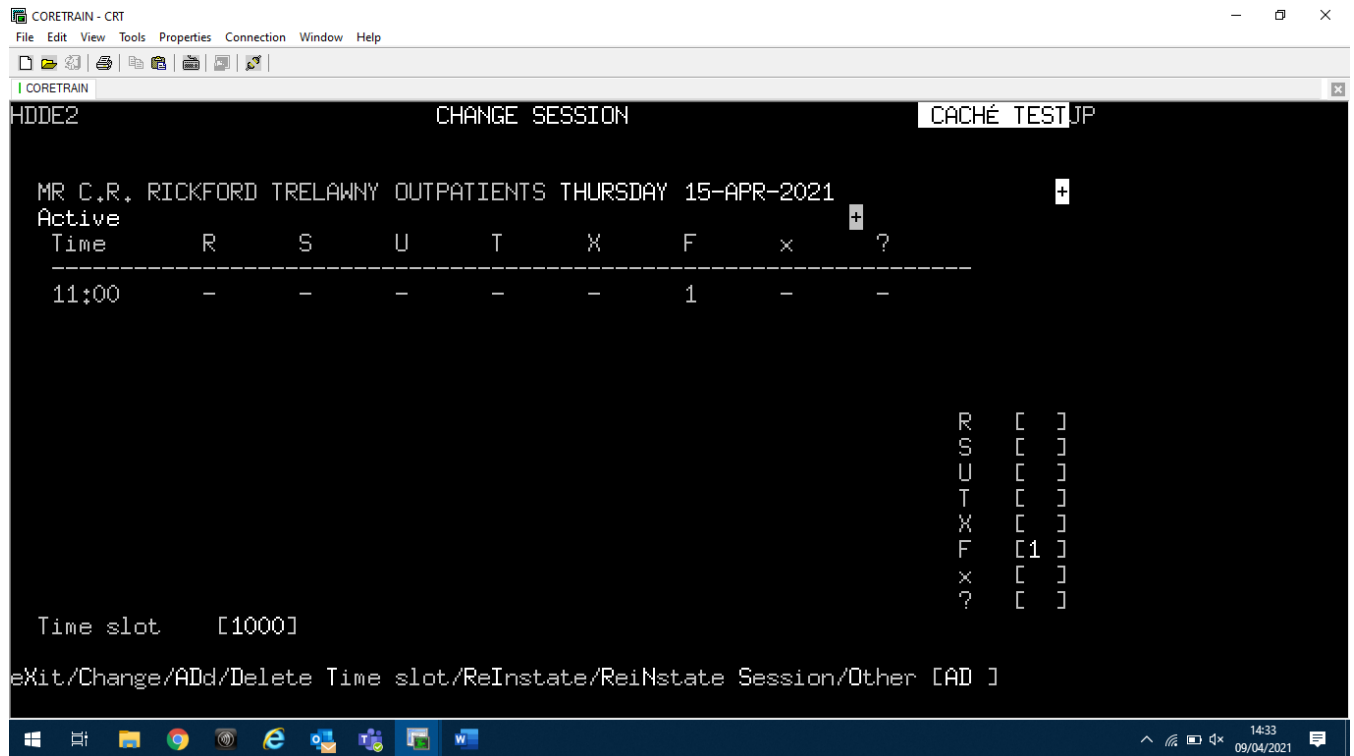 CORETRAIN - CRT
File Edit View Tools Properties Connection Window Help
CORETRAIN
HDDE2 CHANGE SESSION CACHÉ TESTJP
MR C.R. RICKFORD TRELAWNY OUTPATIENTS THURSDAY 15-APR-2021 +
Active +
Time R S U T X F x ?
11:00 - - - - - 1 - -
R [ ]
S [ ]
U [ ]
T [ ]
X [ ]
F [1 ]
x [ ]
? [ ]
Time slot [1000]
eXit/Change/ADd/Delete Time slot/ReInstate/ReiNstate Session/Other [AD ]
14:33
09/04/2021